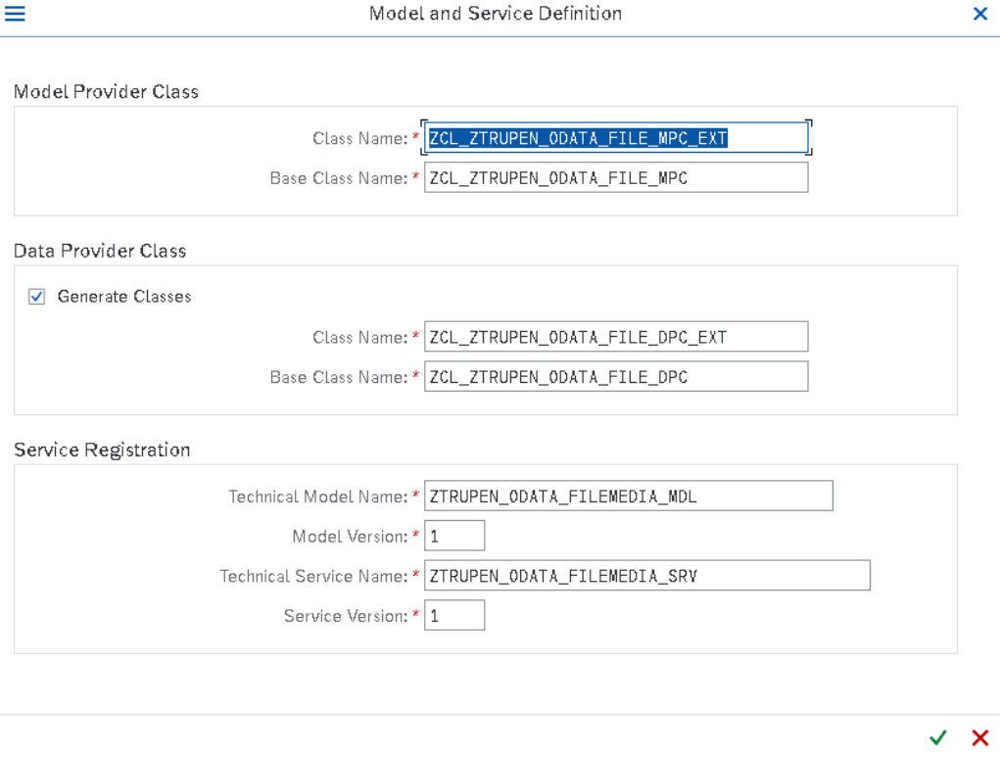 Model and Service Definition
Model Provider Class
Class Name: * ZCL_ZTRUPEN_ODATA_FILE_MPC_EXT
Base Class Name: * ZCL_ZTRUPEN_ODATA_FILE_MPC
Data Provider Class
Generate Classes
Class Name: * ZCL_ZTRUPEN_ODATA_FILE_DPC_EXT
Base Class Name: * ZCL_ZTRUPEN_ODATA_FILE_DPC
Service Registration
Technical Model Name: * ZTRUPEN_ODATA_FILEMEDIA_MDL
Model Version: * 1
Technical Service Name: * ZTRUPEN_ODATA_FILEMEDIA_SRV
Service Version: * 1